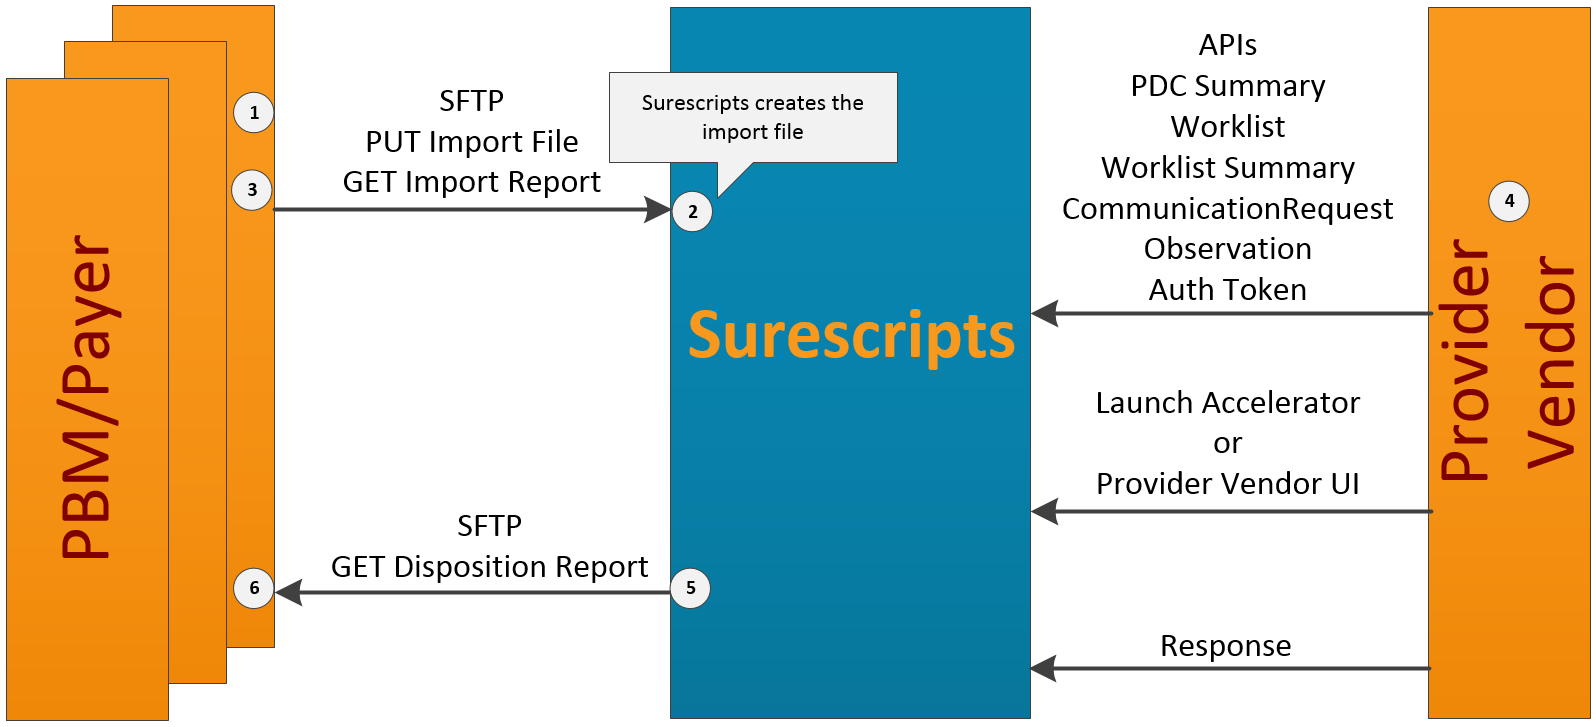 1
3
SFTP
PUT Import File
GET Import Report
Surescripts creates the
import file
2
APIs
PDC Summary
Worklist
Worklist Summary
CommunicationRequest
Observation
Auth Token
4
PBM/Payer
Surescripts
Provider
Vendor
Launch Accelerator
or
Provider Vendor UI
SFTP
GET Disposition Report
6
5
Response